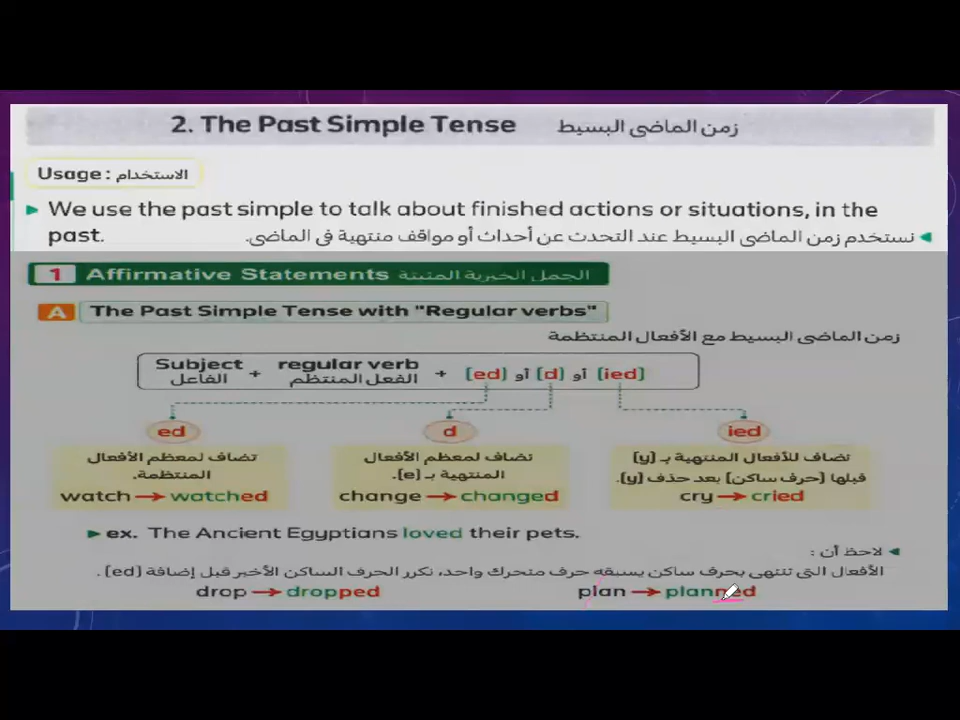 2. The Past Simple Tense زمن الماضى البسيط
Usage : الاستخدام
We use the past simple to talk about finished actions or situations, in the
past.
نستخدم زمن الماضى البسيط عند التحدث عن أحداث أو مواقف منتهية فى الماضى.
1 Affirmative Statements الجمل الخبرية المثبتة
A The Past Simple Tense with "Regular verbs"
زمن الماضى البسيط مع الأفعال المنتظمة
Subject + regular verb + (ed) أو (d) أو (ied)
الفاعل الفعل المنتظم
ed d ied
تضاف لمعظم الأفعال المنتظمة.
watch → watched
تضاف لمعظم الأفعال المنتهية بـ (e).
change → changed
تضاف للأفعال المنتهية بـ (y)
قبلها (حرف ساكن) بعد حذف (y).
cry → cried
ex. The Ancient Egyptians loved their pets.
لاحظ أن :
الأفعال التى تنتهى بحرف ساكن يسبقه حرف متحرك واحد، نكرر الحرف الساكن الأخير قبل إضافة (ed) .
drop → dropped plan → planned